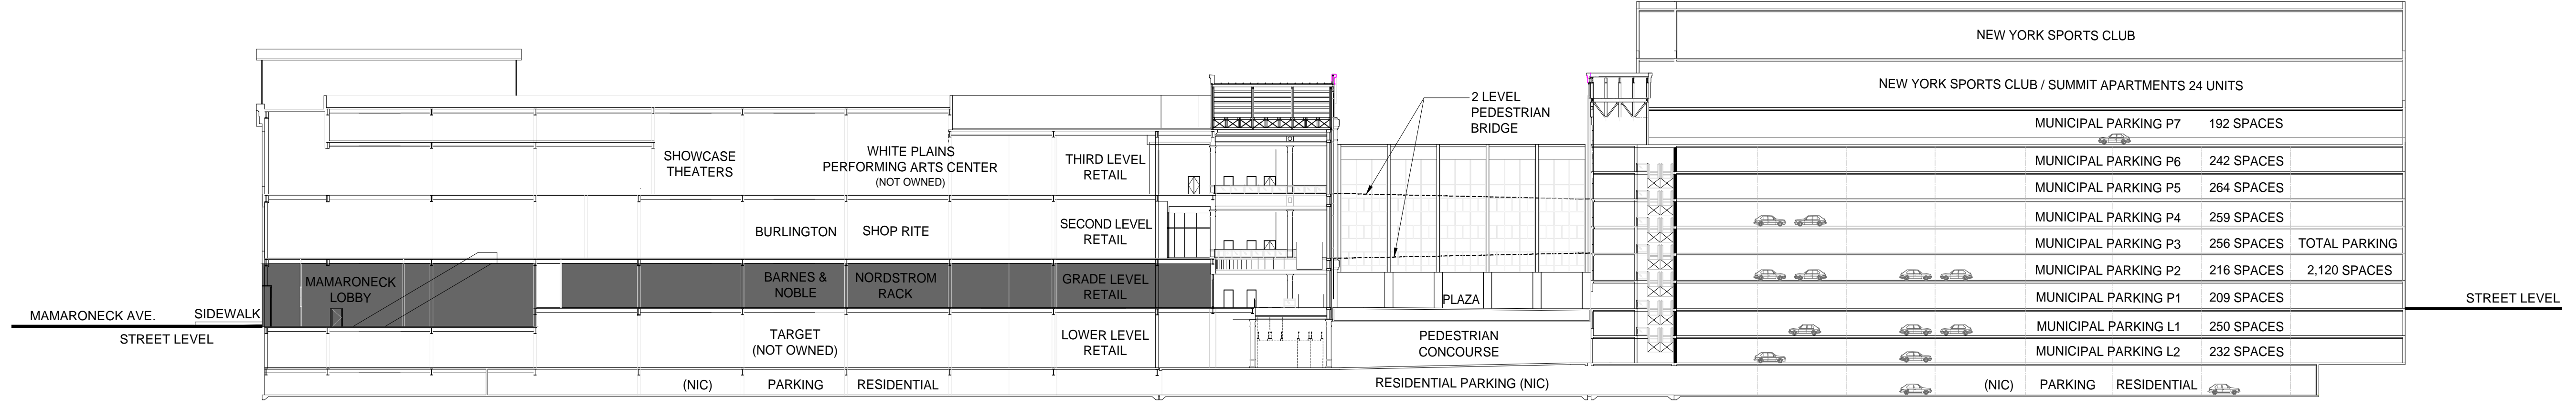 NEW YORK SPORTS CLUB
NEW YORK SPORTS CLUB / SUMMIT APARTMENTS 24 UNITS
2 LEVEL
PEDESTRIAN
BRIDGE
MUNICIPAL PARKING P7 192 SPACES
SHOWCASE
THEATERS
WHITE PLAINS
PERFORMING ARTS CENTER
(NOT OWNED)
THIRD LEVEL
RETAIL
MUNICIPAL PARKING P6 242 SPACES
MUNICIPAL PARKING P5 264 SPACES
BURLINGTON
SHOP RITE
SECOND LEVEL
RETAIL
MUNICIPAL PARKING P4 259 SPACES
MUNICIPAL PARKING P3 256 SPACES TOTAL PARKING
MAMARONECK
LOBBY
BARNES &
NOBLE
NORDSTROM
RACK
GRADE LEVEL
RETAIL
MUNICIPAL PARKING P2 216 SPACES 2,120 SPACES
PLAZA
MUNICIPAL PARKING P1 209 SPACES
STREET LEVEL
MAMARONECK AVE.
SIDEWALK
STREET LEVEL
TARGET
(NOT OWNED)
LOWER LEVEL
RETAIL
PEDESTRIAN
CONCOURSE
MUNICIPAL PARKING L1 250 SPACES
MUNICIPAL PARKING L2 232 SPACES
(NIC) PARKING RESIDENTIAL
RESIDENTIAL PARKING (NIC)
(NIC) PARKING RESIDENTIAL